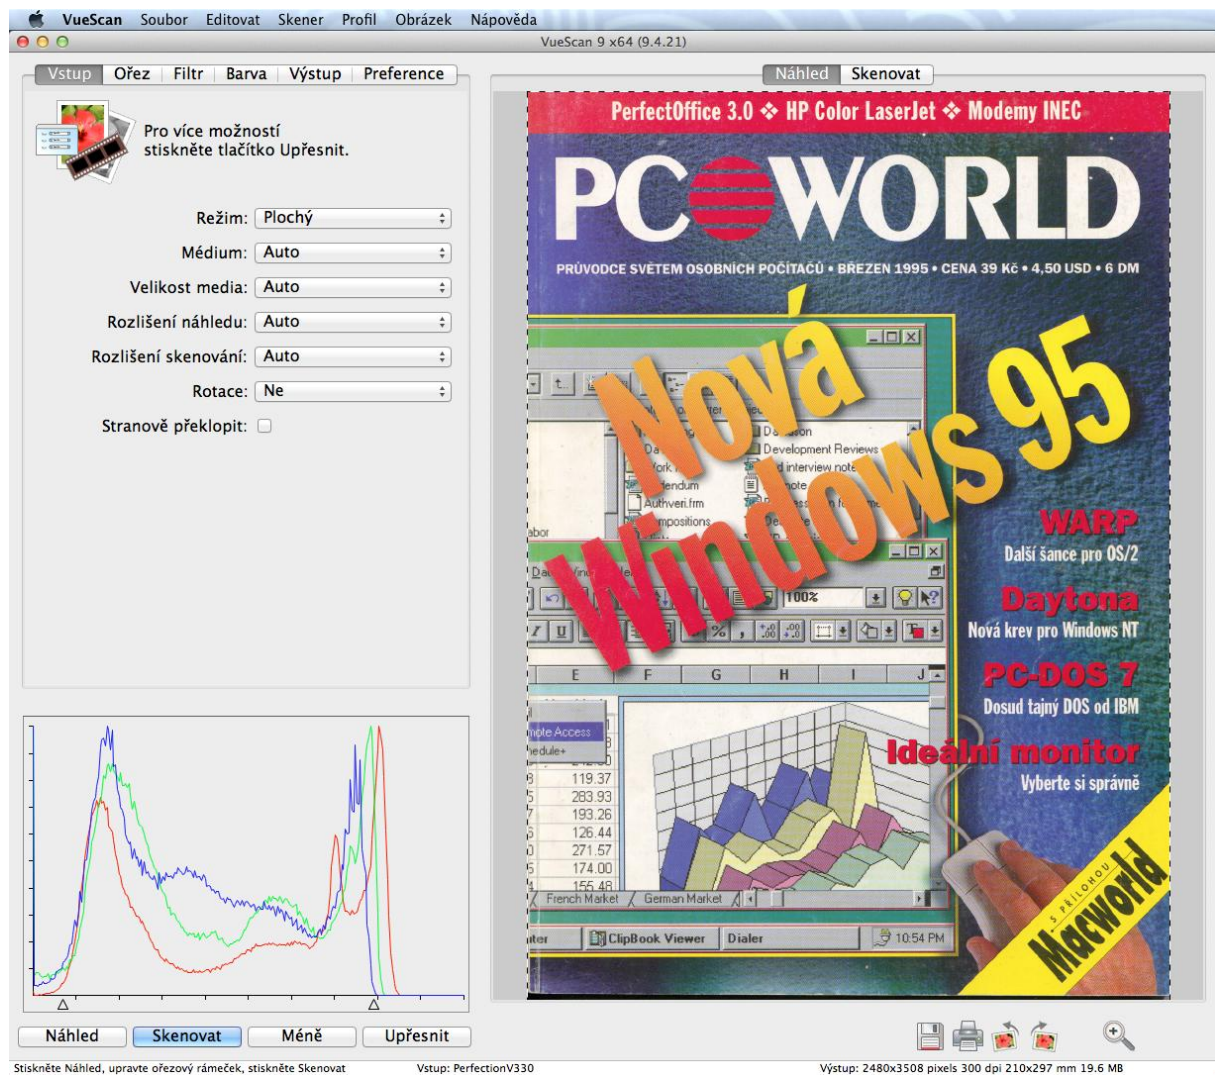 VueScan Soubor Editovat Skener Profil Obrázek Nápověda
VueScan 9 x64 (9.4.21)
Vstup Ořez Filtr Barva Výstup Preference
Pro více možností
stiskněte tlačítko Upřesnit.
Režim: Plochý
Médium: Auto
Velikost media: Auto
Rozlišení náhledu: Auto
Rozlišení skenování: Auto
Rotace: Ne
Stranově překlopit:
Náhled Skenovat
PerfectOffice 3.0 ❖ HP Color LaserJet ❖ Modemy INEC
PC WORLD
PRŮVODCE SVĚTEM OSOBNÍCH POČÍTAČŮ • BŘEZEN 1995 • CENA 39 Kč • 4,50 USD • 6 DM
Nová
Windows 95
Development Reviews
Authveri.frm
WARP
Další šance pro OS/2
Daytona
Nová krev pro Windows NT
PC-DOS 7
Dosud tajný DOS od IBM
Ideální monitor
Vyberte si správně
100%
E F G H I J
119.37
283.93
193.26
126.44
271.57
174.00
155.48
French Market German Market
ClipBook Viewer Dialer 10:54 PM
S PŘÍLOHOU
Macworld
Náhled Skenovat Méně Upřesnit
Stiskněte Náhled, upravte ořezový rámeček, stiskněte Skenovat Vstup: PerfectionV330 Výstup: 2480x3508 pixels 300 dpi 210x297 mm 19.6 MB